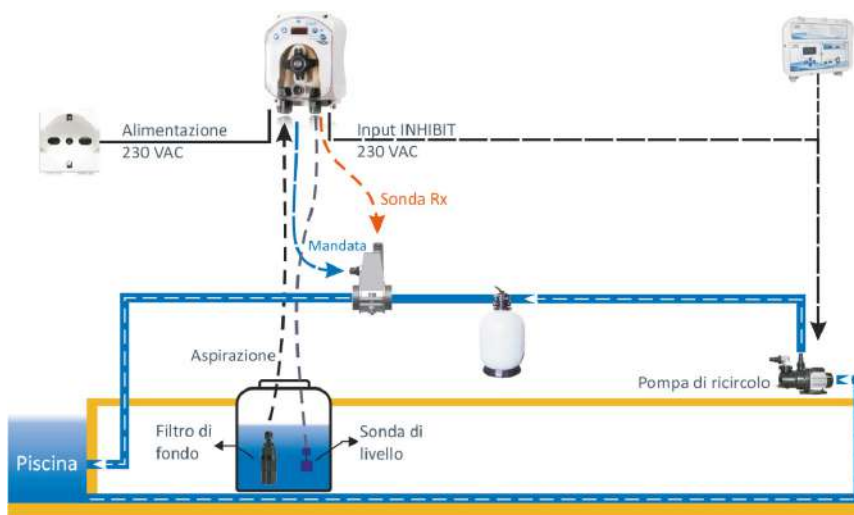 Alimentazione
230 VAC
Input INHIBIT
230 VAC
Sonda Rx
Mandata
Aspirazione
Pompa di ricircolo
Filtro di
fondo
Sonda di
livello
Piscina